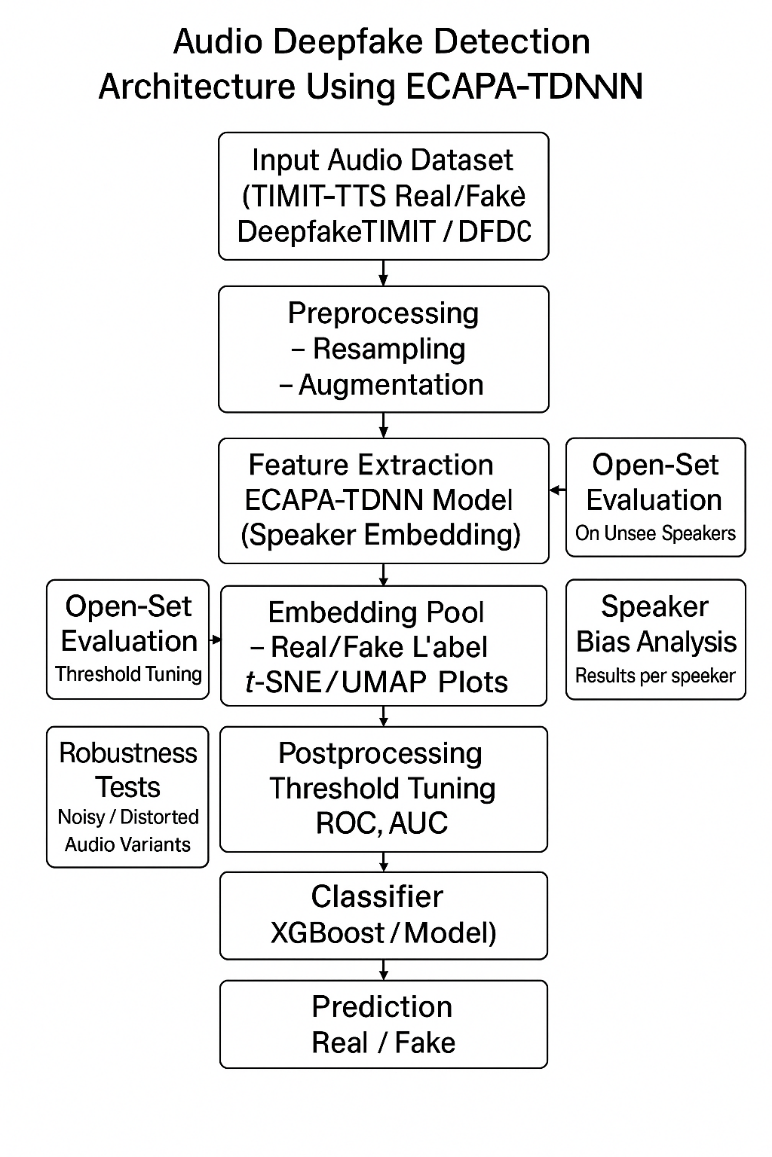 Audio Deepfake Detection
Architecture Using ECAPA-TDNNN
Input Audio Dataset
(TIMIT-TTS Real/Fake)
DeepfakeTIMIT / DFDC
Preprocessing
– Resampling
– Augmentation
Feature Extraction
ECAPA-TDNN Model
(Speaker Embedding)
Open-Set
Evaluation
On Unsee Speakers
Open-Set
Evaluation
Threshold Tuning
Embedding Pool
– Real/Fake L'abel
t-SNE/UMAP Plots
Speaker
Bias Analysis
Results per speeker
Robustness
Tests
Noisy / Distorted
Audio Variants
Postprocessing
Threshold Tuning
ROC, AUC
Classifier
XGBoost / Model)
Prediction
Real / Fake